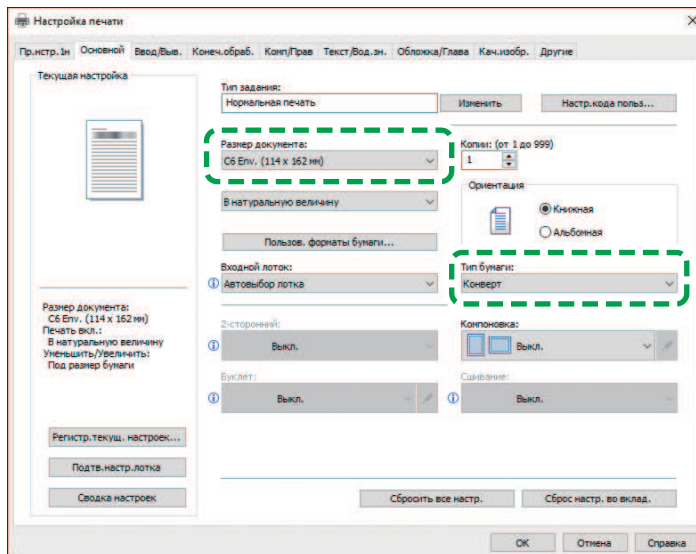 Настройка печати
Пр.нстр.1н Основной Ввод/Выв. Конеч.обраб. Комп/Прав Текст/Вод.зн. Обложка/Глава Кач.изобр. Другие
Текущая настройка
Тип задания:
Нормальная печать Изменить Настр.кода польз...
Размер документа: Копии: (от 1 до 999)
C6 Env. (114 x 162 мм) 1
Ориентация
В натуральную величину Книжная
Альбомная
Пользов. форматы бумаги...
Входной лоток: Тип бумаги:
Автовыбор лотка Конверт
Размер документа:
C6 Env. (114 x 162 мм)
Печать вкл.:
В натуральную величину
Уменьшить/Увеличить:
Под размер бумаги
2-сторонний: Компоновка:
Выкл. Выкл.
Буклет: Сшивание:
Выкл. Выкл.
Регистр.текущ. настроек...
Подтв.настр.лотка
Сводка настроек
Сбросить все настр. Сброс настр. во вклад.
OK Отмена Справка